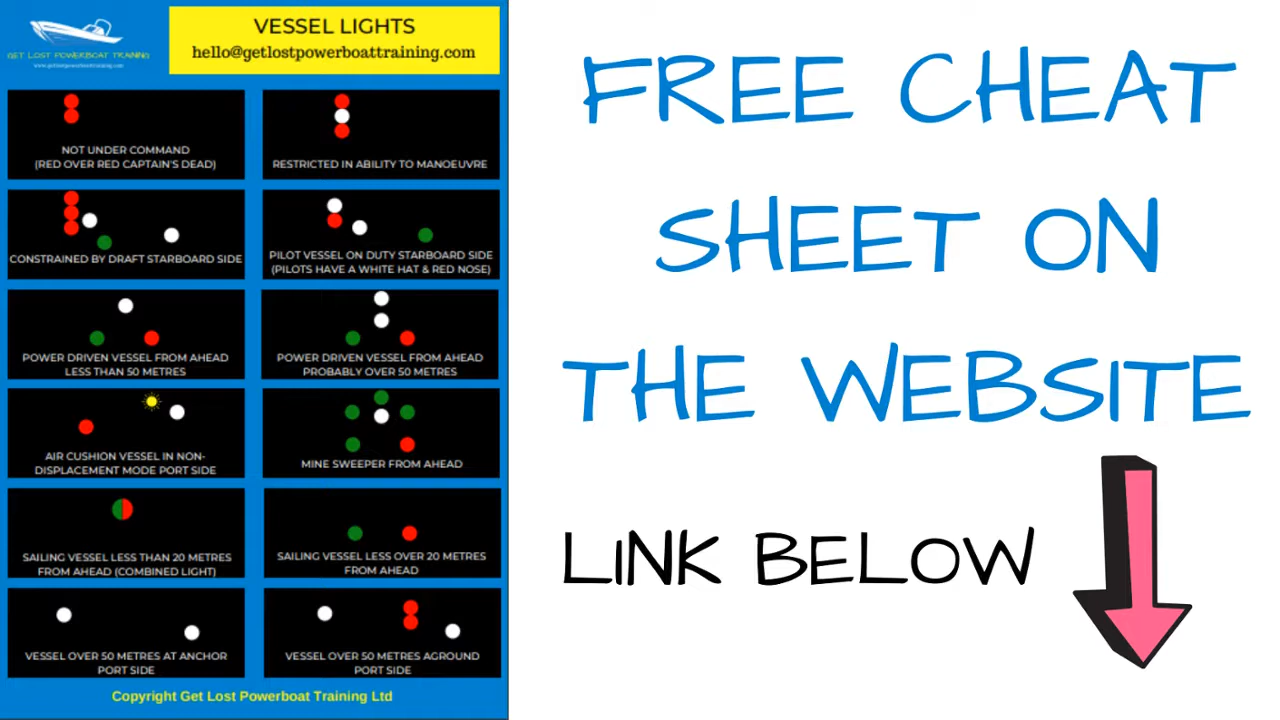 GET LOST POWERBOAT TRAINING
www.getlostpowerboattraining.com
VESSEL LIGHTS
hello@getlostpowerboattraining.com
NOT UNDER COMMAND
(RED OVER RED CAPTAIN'S DEAD)
RESTRICTED IN ABILITY TO MANOEUVRE
CONSTRAINED BY DRAFT STARBOARD SIDE
PILOT VESSEL ON DUTY STARBOARD SIDE
(PILOTS HAVE A WHITE HAT & RED NOSE)
POWER DRIVEN VESSEL FROM AHEAD
LESS THAN 50 METRES
POWER DRIVEN VESSEL FROM AHEAD
PROBABLY OVER 50 METRES
AIR CUSHION VESSEL IN NON-
DISPLACEMENT MODE PORT SIDE
MINE SWEEPER FROM AHEAD
SAILING VESSEL LESS THAN 20 METRES
FROM AHEAD (COMBINED LIGHT)
SAILING VESSEL LESS OVER 20 METRES
FROM AHEAD
VESSEL OVER 50 METRES AT ANCHOR
PORT SIDE
VESSEL OVER 50 METRES AGROUND
PORT SIDE
Copyright Get Lost Powerboat Training Ltd
FREE CHEAT
SHEET ON
THE WEBSITE
LINK BELOW